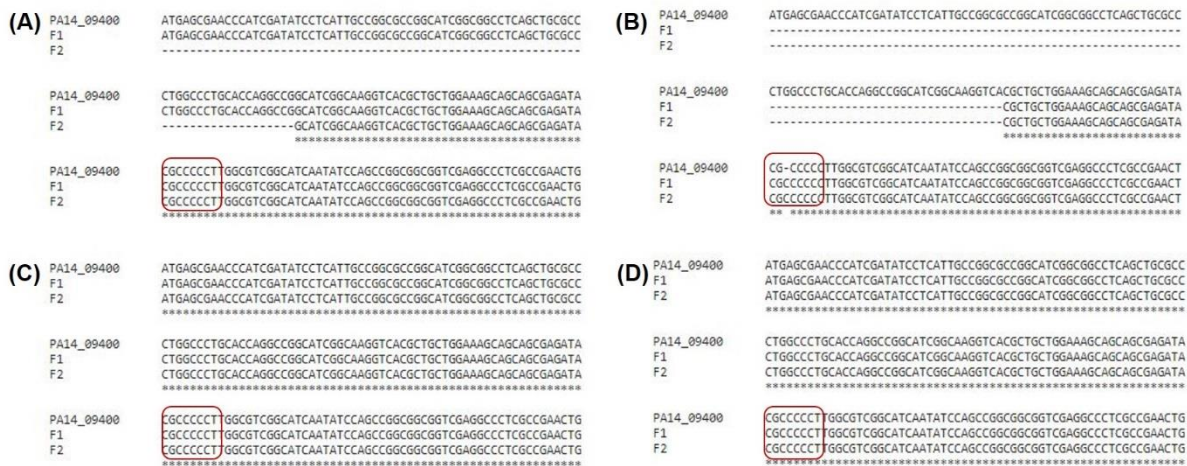 (A)
PA14_09400 ATGAGCGAACCCATCGATATCCTCATTGCCGGCGCCGGCATCGGCGGCCTCAGCTGCGCC
F1 ATGAGCGAACCCATCGATATCCTCATTGCCGGCGCCGGCATCGGCGGCCTCAGCTGCGCC
F2 ------------------------------------------------------------
PA14_09400 CTGGCCCTGCACCAGGCCGGCATCGGCAAGGTCACGCTGCTGGAAAGCAGCAGCGAGATA
F1 CTGGCCCTGCACCAGGCCGGCATCGGCAAGGTCACGCTGCTGGAAAGCAGCAGCGAGATA
F2 -------------------GCATCGGCAAGGTCACGCTGCTGGAAAGCAGCAGCGAGATA
*****************************************
PA14_09400 CGCCCCCTTGGCGTCGGCATCAATATCCAGCCGGCGGCGGTCGAGGCCCTCGCCGAACTG
F1 CGCCCCCTTGGCGTCGGCATCAATATCCAGCCGGCGGCGGTCGAGGCCCTCGCCGAACTG
F2 CGCCCCCTTGGCGTCGGCATCAATATCCAGCCGGCGGCGGTCGAGGCCCTCGCCGAACTG
************************************************************
(B)
PA14_09400 ATGAGCGAACCCATCGATATCCTCATTGCCGGCGCCGGCATCGGCGGCCTCAGCTGCGCC
F1 ------------------------------------------------------------
F2 ------------------------------------------------------------
PA14_09400 CTGGCCCTGCACCAGGCCGGCATCGGCAAGGTCACGCTGCTGGAAAGCAGCAGCGAGATA
F1 ----------------------------------CGCTGCTGGAAAGCAGCAGCGAGATA
F2 ----------------------------------CGCTGCTGGAAAGCAGCAGCGAGATA
**************************
PA14_09400 CG-CCCCCTTGGCGTCGGCATCAATATCCAGCCGGCGGCGGTCGAGGCCCTCGCCGAACT
F1 CGCCCCCCTTGGCGTCGGCATCAATATCCAGCCGGCGGCGGTCGAGGCCCTCGCCGAACT
F2 CGCCCCCCTTGGCGTCGGCATCAATATCCAGCCGGCGGCGGTCGAGGCCCTCGCCGAACT
** *********************************************************
(C)
PA14_09400 ATGAGCGAACCCATCGATATCCTCATTGCCGGCGCCGGCATCGGCGGCCTCAGCTGCGCC
F1 ATGAGCGAACCCATCGATATCCTCATTGCCGGCGCCGGCATCGGCGGCCTCAGCTGCGCC
F2 ATGAGCGAACCCATCGATATCCTCATTGCCGGCGCCGGCATCGGCGGCCTCAGCTGCGCC
************************************************************
PA14_09400 CTGGCCCTGCACCAGGCCGGCATCGGCAAGGTCACGCTGCTGGAAAGCAGCAGCGAGATA
F1 CTGGCCCTGCACCAGGCCGGCATCGGCAAGGTCACGCTGCTGGAAAGCAGCAGCGAGATA
F2 CTGGCCCTGCACCAGGCCGGCATCGGCAAGGTCACGCTGCTGGAAAGCAGCAGCGAGATA
************************************************************
PA14_09400 CGCCCCCTTGGCGTCGGCATCAATATCCAGCCGGCGGCGGTCGAGGCCCTCGCCGAACTG
F1 CGCCCCCTTGGCGTCGGCATCAATATCCAGCCGGCGGCGGTCGAGGCCCTCGCCGAACTG
F2 CGCCCCCTTGGCGTCGGCATCAATATCCAGCCGGCGGCGGTCGAGGCCCTCGCCGAACTG
************************************************************
(D)
PA14_09400 ATGAGCGAACCCATCGATATCCTCATTGCCGGCGCCGGCATCGGCGGCCTCAGCTGCGCC
F1 ATGAGCGAACCCATCGATATCCTCATTGCCGGCGCCGGCATCGGCGGCCTCAGCTGCGCC
F2 ATGAGCGAACCCATCGATATCCTCATTGCCGGCGCCGGCATCGGCGGCCTCAGCTGCGCC
************************************************************
PA14_09400 CTGGCCCTGCACCAGGCCGGCATCGGCAAGGTCACGCTGCTGGAAAGCAGCAGCGAGATA
F1 CTGGCCCTGCACCAGGCCGGCATCGGCAAGGTCACGCTGCTGGAAAGCAGCAGCGAGATA
F2 CTGGCCCTGCACCAGGCCGGCATCGGCAAGGTCACGCTGCTGGAAAGCAGCAGCGAGATA
************************************************************
PA14_09400 CGCCCCCTTGGCGTCGGCATCAATATCCAGCCGGCGGCGGTCGAGGCCCTCGCCGAACTG
F1 CGCCCCCTTGGCGTCGGCATCAATATCCAGCCGGCGGCGGTCGAGGCCCTCGCCGAACTG
F2 CGCCCCCTTGGCGTCGGCATCAATATCCAGCCGGCGGCGGTCGAGGCCCTCGCCGAACTG
************************************************************